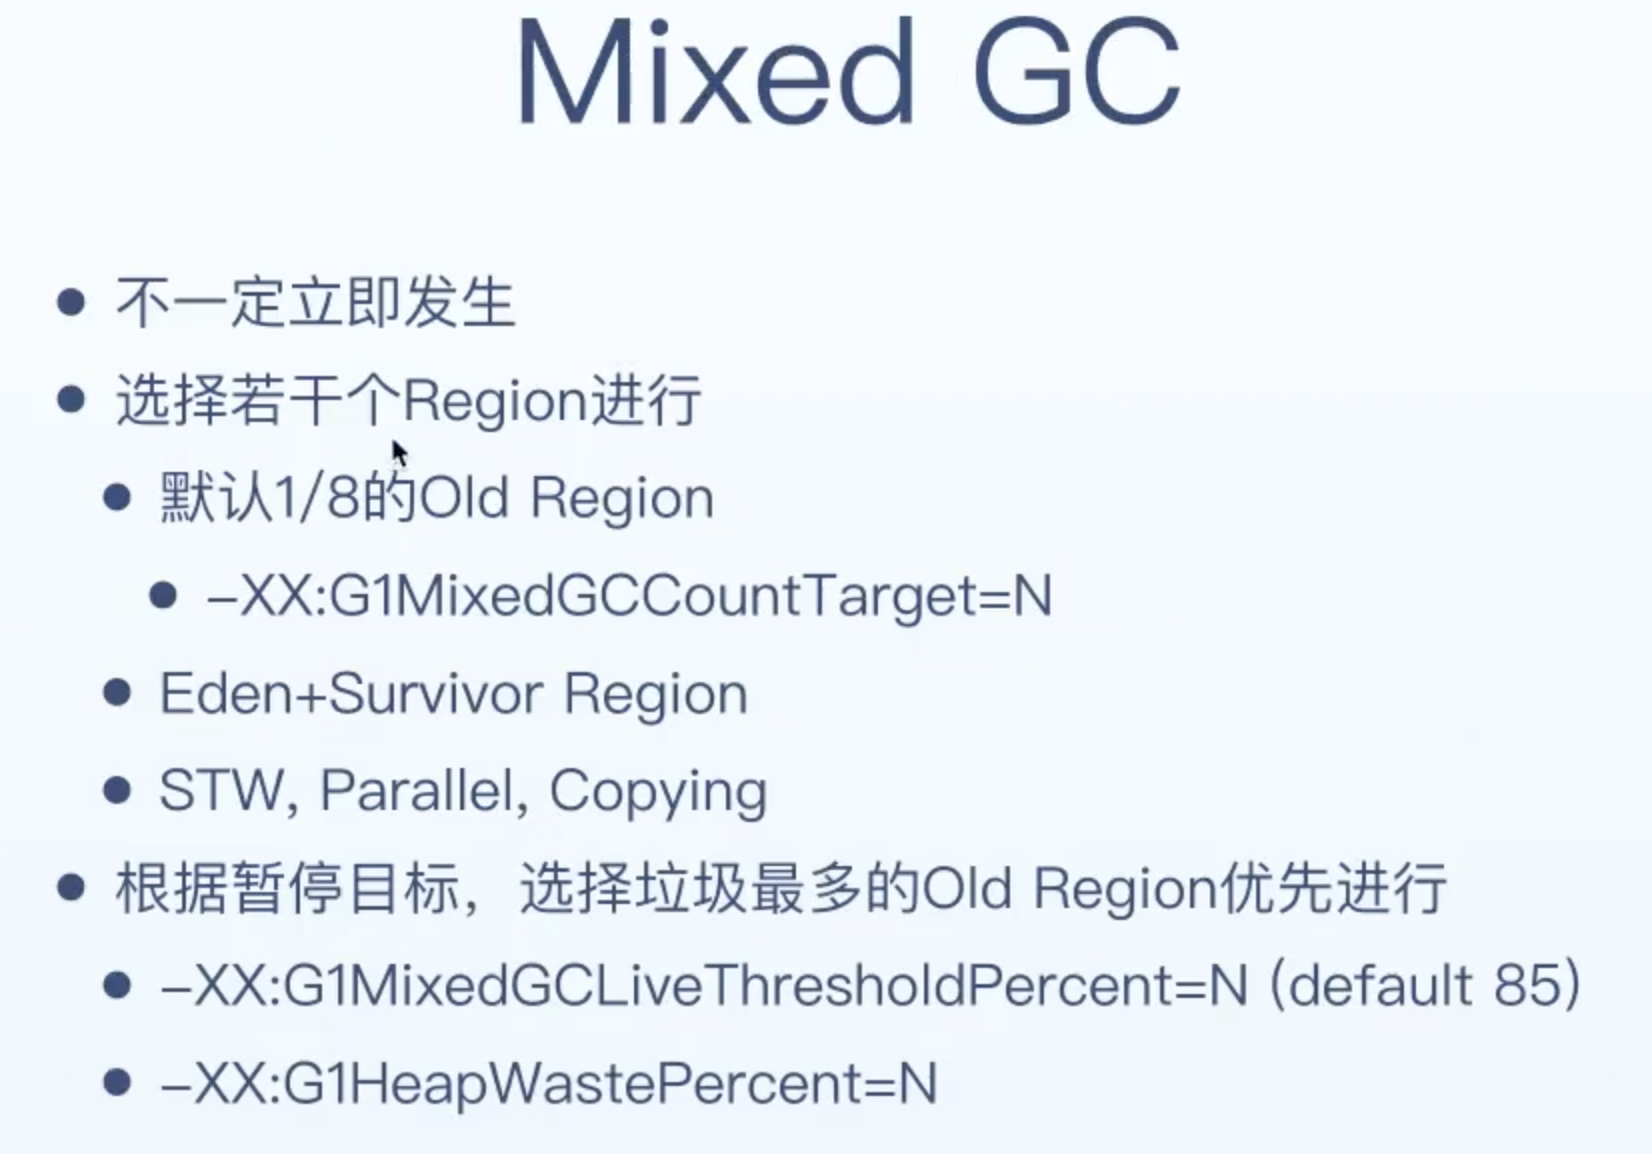 Mixed GC
不一定立即发生
选择若干个Region进行
默认1/8的Old Region
–XX:G1MixedGCCountTarget=N
Eden+Survivor Region
STW, Parallel, Copying
根据暂停目标，选择垃圾最多的Old Region优先进行
–XX:G1MixedGCLiveThresholdPercent=N (default 85)
–XX:G1HeapWastePercent=N